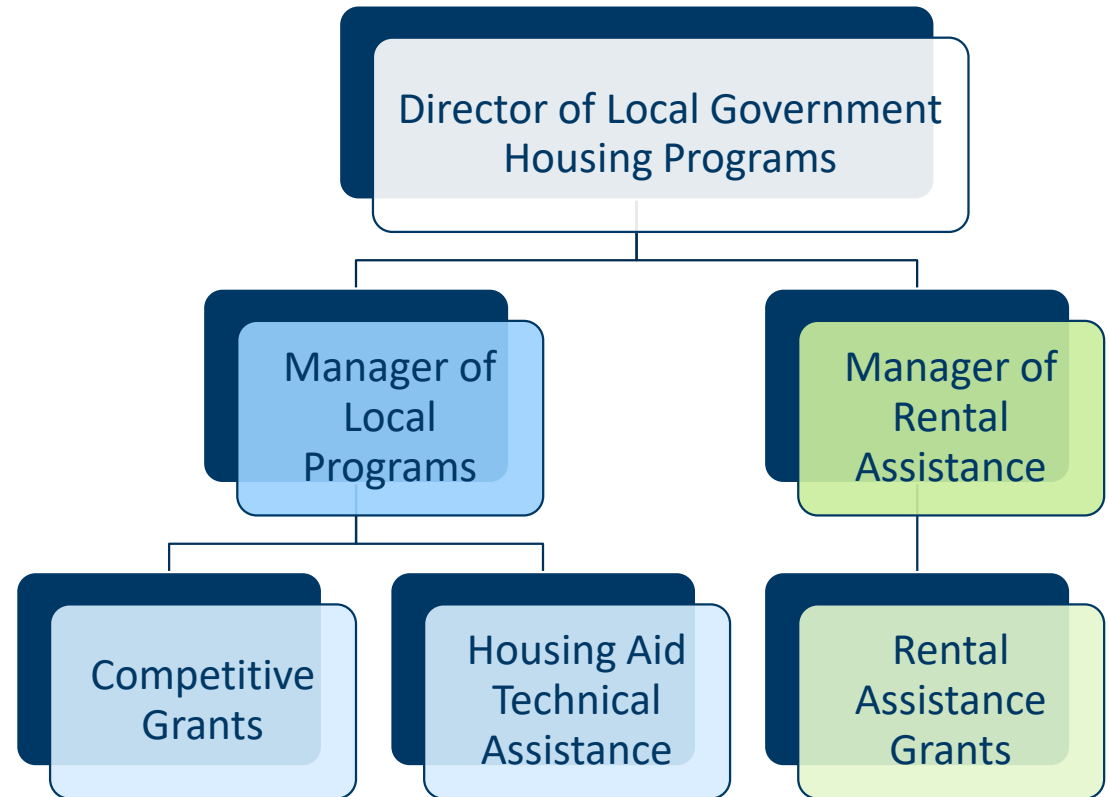 Director of Local Government
Housing Programs
Manager of
Local
Programs
Manager of
Rental
Assistance
Competitive
Grants
Housing Aid
Technical
Assistance
Rental
Assistance
Grants